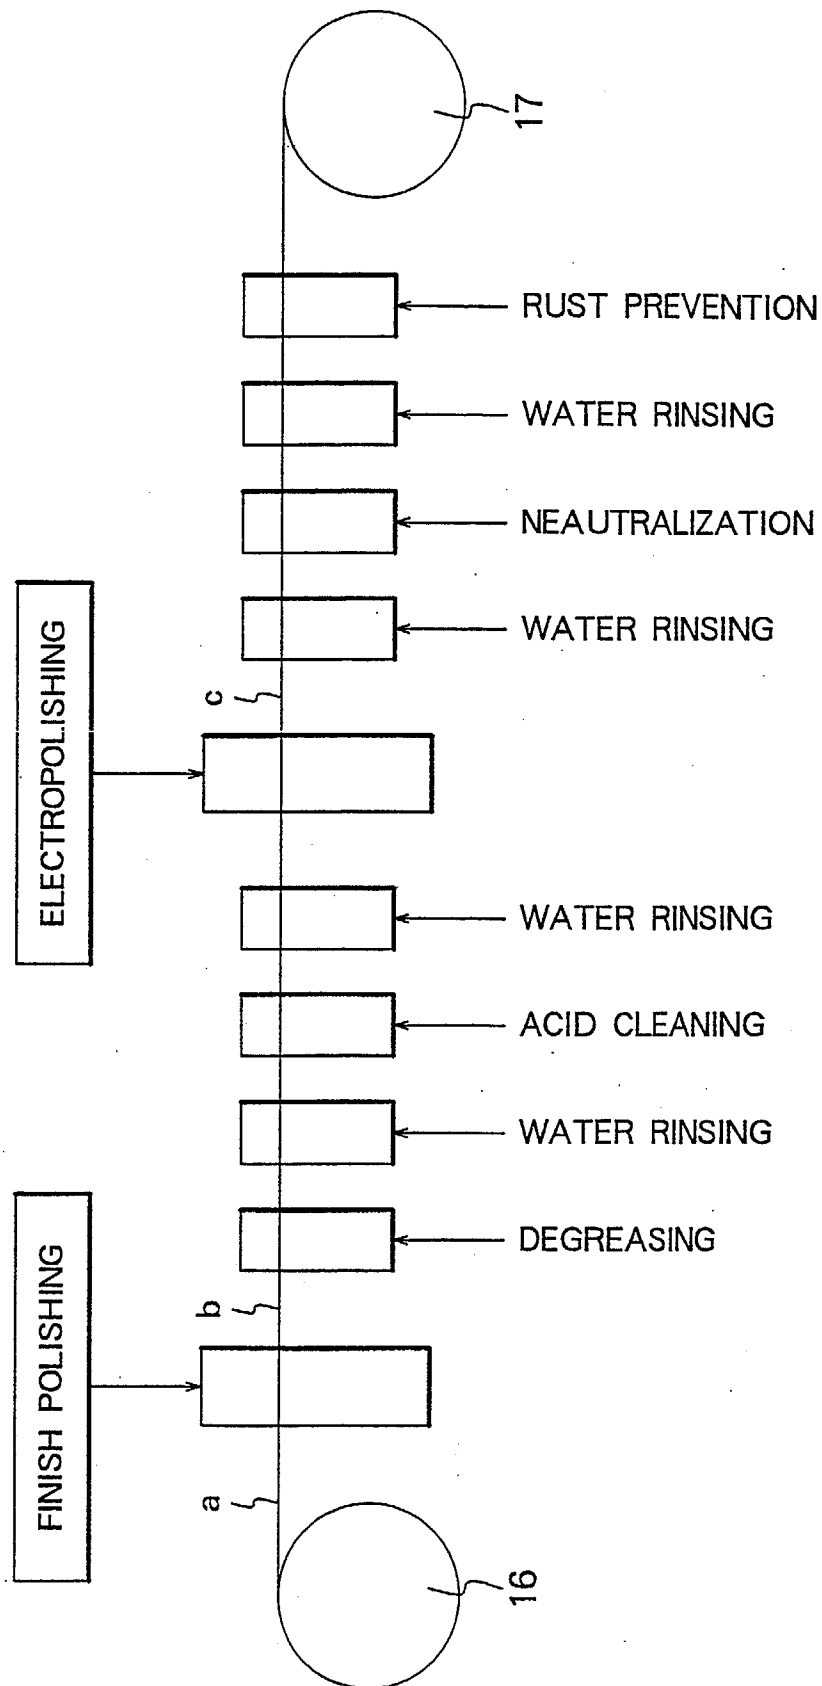 17
RUST PREVENTION
WATER RINSING
NEAUTRALIZATION
WATER RINSING
c
ELECTROPOLISHING
WATER RINSING
ACID CLEANING
WATER RINSING
DEGREASING
b
FINISH POLISHING
a
16